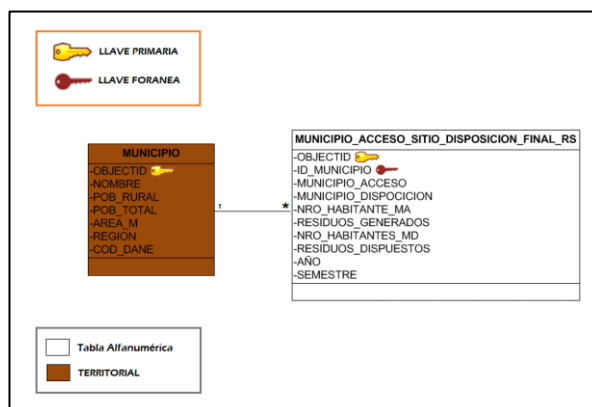 LLAVE PRIMARIA
LLAVE FORANEA
MUNICIPIO
-OBJECTID
-NOMBRE
-POB_RURAL
-POB_TOTAL
-AREA_M
-REGIÓN
-COD_DANE
1
*
MUNICIPIO_ACCESO_SITIO_DISPOSICION_FINAL_RS
-OBJECTID
-ID_MUNICIPIO
-MUNICIPIO_ACCESO
-MUNICIPIO_DISPOCICION
-NRO_HABITANTE_MA
-RESIDUOS_GENERADOS
-NRO_HABITANTES_MD
-RESIDUOS_DISPUESTOS
-AÑO
-SEMESTRE
Tabla Alfanumérica
TERRITORIAL